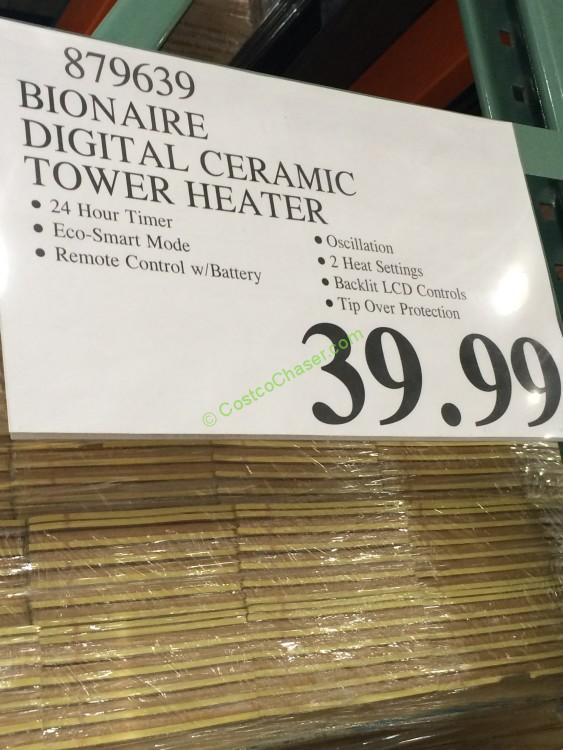 879639
BIONAIRE
DIGITAL CERAMIC
TOWER HEATER
• 24 Hour Timer
• Eco-Smart Mode
• Remote Control w/Battery
• Oscillation
• 2 Heat Settings
• Backlit LCD Controls
• Tip Over Protection
39.99
© CostcoChaser.com